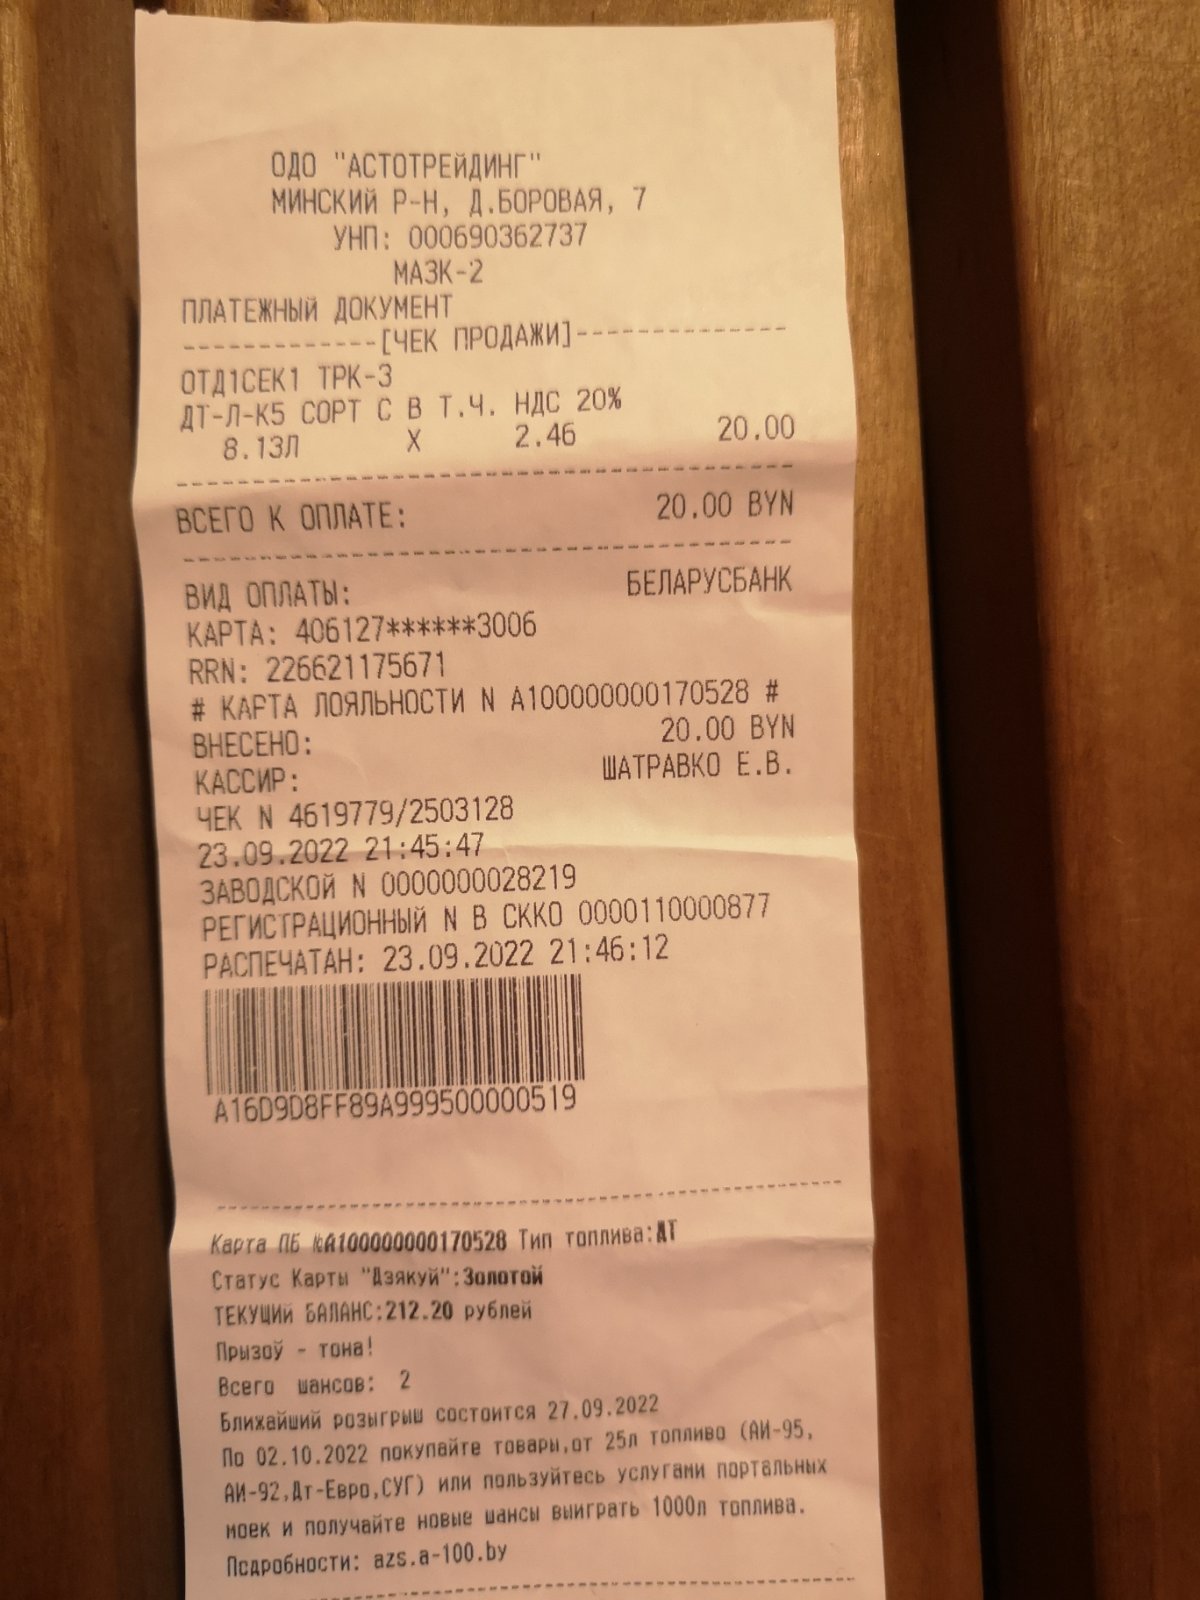 ОДО "АСТОТРЕЙДИНГ"
МИНСКИЙ Р-Н, Д.БОРОВАЯ, 7
УНП: 000690362737
МАЗК-2
ПЛАТЕЖНЫЙ ДОКУМЕНТ
-------------[ЧЕК ПРОДАЖИ]--------------
ОТД1СЕК1 ТРК-3
ДТ-Л-К5 СОРТ С В Т.Ч. НДС 20%
8.13Л X 2.46 20.00
ВСЕГО К ОПЛАТЕ: 20.00 BYN
ВИД ОПЛАТЫ: БЕЛАРУСБАНК
КАРТА: 406127******3006
RRN: 226621175671
# КАРТА ЛОЯЛЬНОСТИ N A100000000170528 #
ВНЕСЕНО: 20.00 BYN
КАССИР: ШАТРАВКО Е.В.
ЧЕК N 4619779/2503128
23.09.2022 21:45:47
ЗАВОДСКОЙ N 0000000028219
РЕГИСТРАЦИОННЫЙ N В СККО 0000110000877
РАСПЕЧАТАН: 23.09.2022 21:46:12
A16D9D8FF89A999500000519
Карта ПБ №A100000000170528 Тип топлива:ДТ
Статус Карты "Дзякуй":Золотой
ТЕКУЩИЙ БАЛАНС:212.20 рублей
Прызоў - тона!
Всего шансов: 2
Ближайший розыгрыш состоится 27.09.2022
По 02.10.2022 покупайте товары,от 25л топливо (АИ-95,
АИ-92,Дт-Евро,СУГ) или пользуйтесь услугами портальных
моек и получайте новые шансы выиграть 1000л топлива.
Подробности: azs.a-100.by